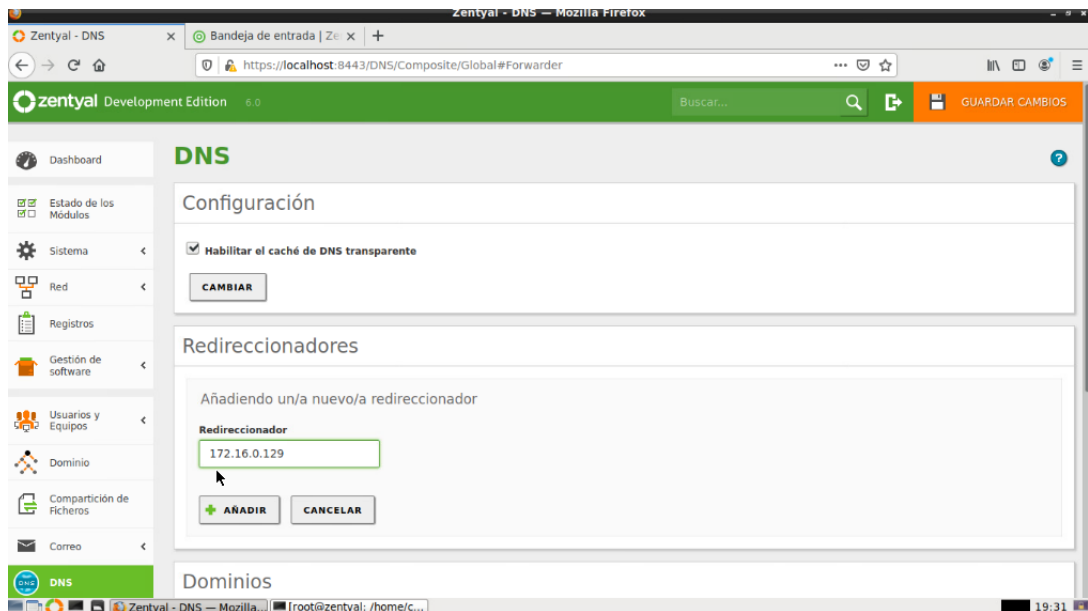 Zentyal - DNS — Mozilla Firefox
Zentyal - DNS
Bandeja de entrada | Ze
https://localhost:8443/DNS/Composite/Global#Forwarder
zentyal Development Edition 6.0
Buscar...
GUARDAR CAMBIOS
Dashboard
Estado de los
Módulos
Sistema
Red
Registros
Gestión de
software
Usuarios y
Equipos
Dominio
Compartición de
Ficheros
Correo
DNS
DNS
?
Configuración
Habilitar el caché de DNS transparente
CAMBIAR
Redireccionadores
Añadiendo un/a nuevo/a redireccionador
Redireccionador
172.16.0.129
AÑADIR
CANCELAR
Dominios
Zentyal - DNS — Mozilla...
[root@zentyal: /home/c...
19:31